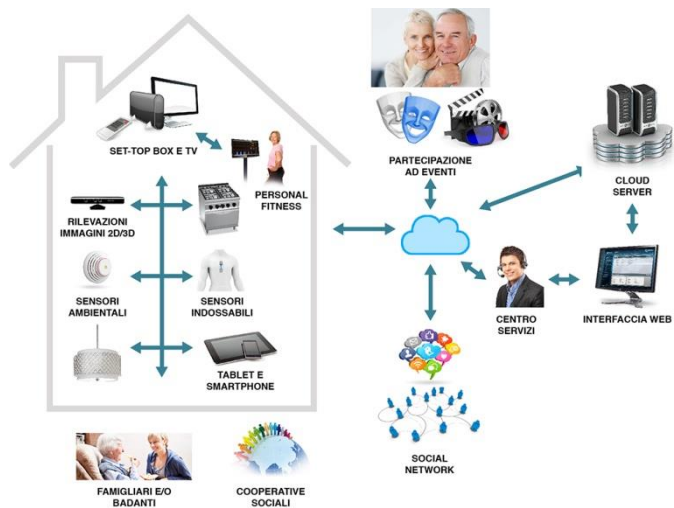 SET-TOP BOX E TV
PERSONAL
FITNESS
RILEVAZIONI
IMMAGINI 2D/3D
SENSORI
AMBIENTALI
SENSORI
INDOSSABILI
TABLET E
SMARTPHONE
PARTECIPAZIONE
AD EVENTI
CLOUD
SERVER
CENTRO
SERVIZI
INTERFACCIA WEB
SOCIAL
NETWORK
FAMIGLIARI E/O
BADANTI
COOPERATIVE
SOCIALI